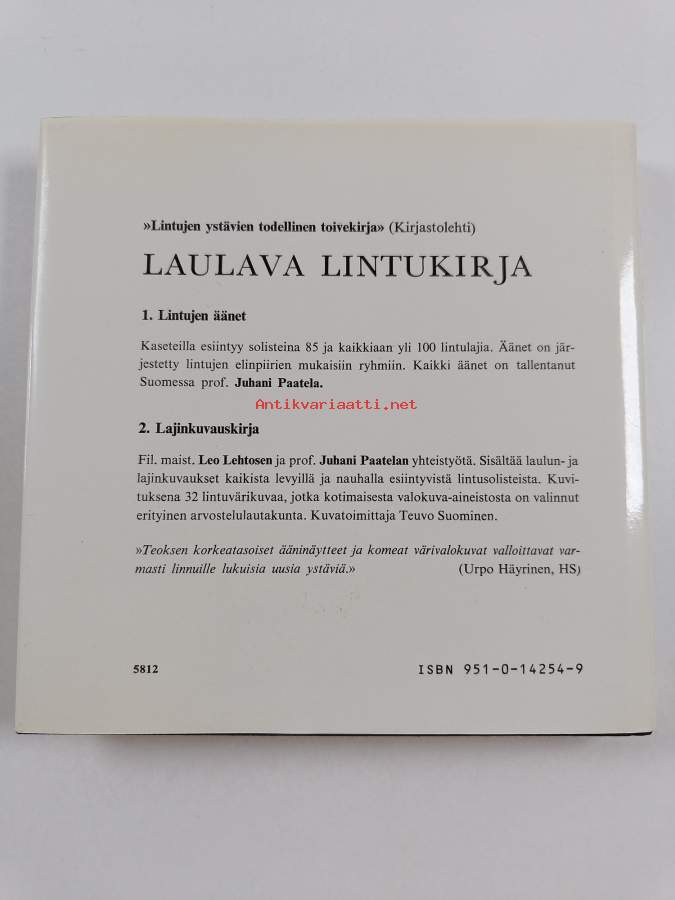 »Lintujen ystävien todellinen toivekirja» (Kirjastolehti)
LAULAVA LINTUKIRJA
1. Lintujen äänet
Kaseteilla esiintyy solisteina 85 ja kaikkiaan yli 100 lintulajia. Äänet on jär-
jestetty lintujen elinpiirien mukaisiin ryhmiin. Kaikki äänet on tallentanut
Suomessa prof. Juhani Paatela.
Antikvariaatti.net
2. Lajinkuvauskirja
Fil. maist. Leo Lehtosen ja prof. Juhani Paatelan yhteistyötä. Sisältää laulun- ja
lajinkuvaukset kaikista levyillä ja nauhalla esiintyvistä lintusolisteista. Kuvi-
tuksena 32 lintuvärikuvaa, jotka kotimaisesta valokuva-aineistosta on valinnut
erityinen arvostelulautakunta. Kuvatoimittaja Teuvo Suominen.
»Teoksen korkeatasoiset ääninäytteet ja komeat värivalokuvat valloittavat var-
masti linnuille lukuisia uusia ystäviä.» (Urpo Häyrinen, HS)
5812 ISBN 951-0-14254-9